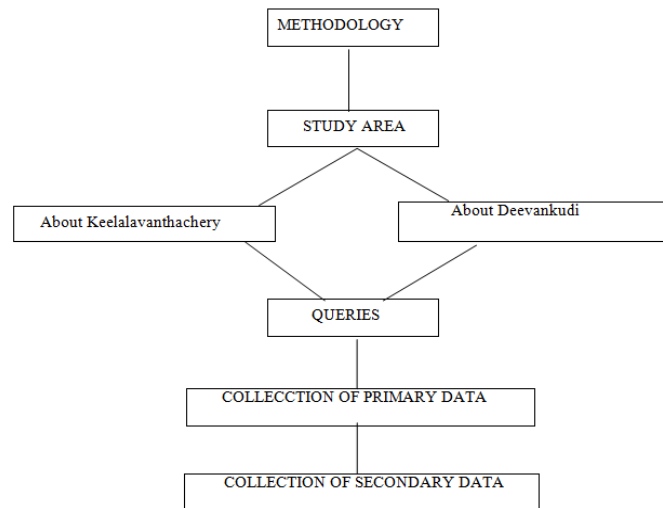 METHODOLOGY
STUDY AREA
About Keelalavanthachery
About Deevankudi
QUERIES
COLLECCTION OF PRIMARY DATA
COLLECTION OF SECONDARY DATA